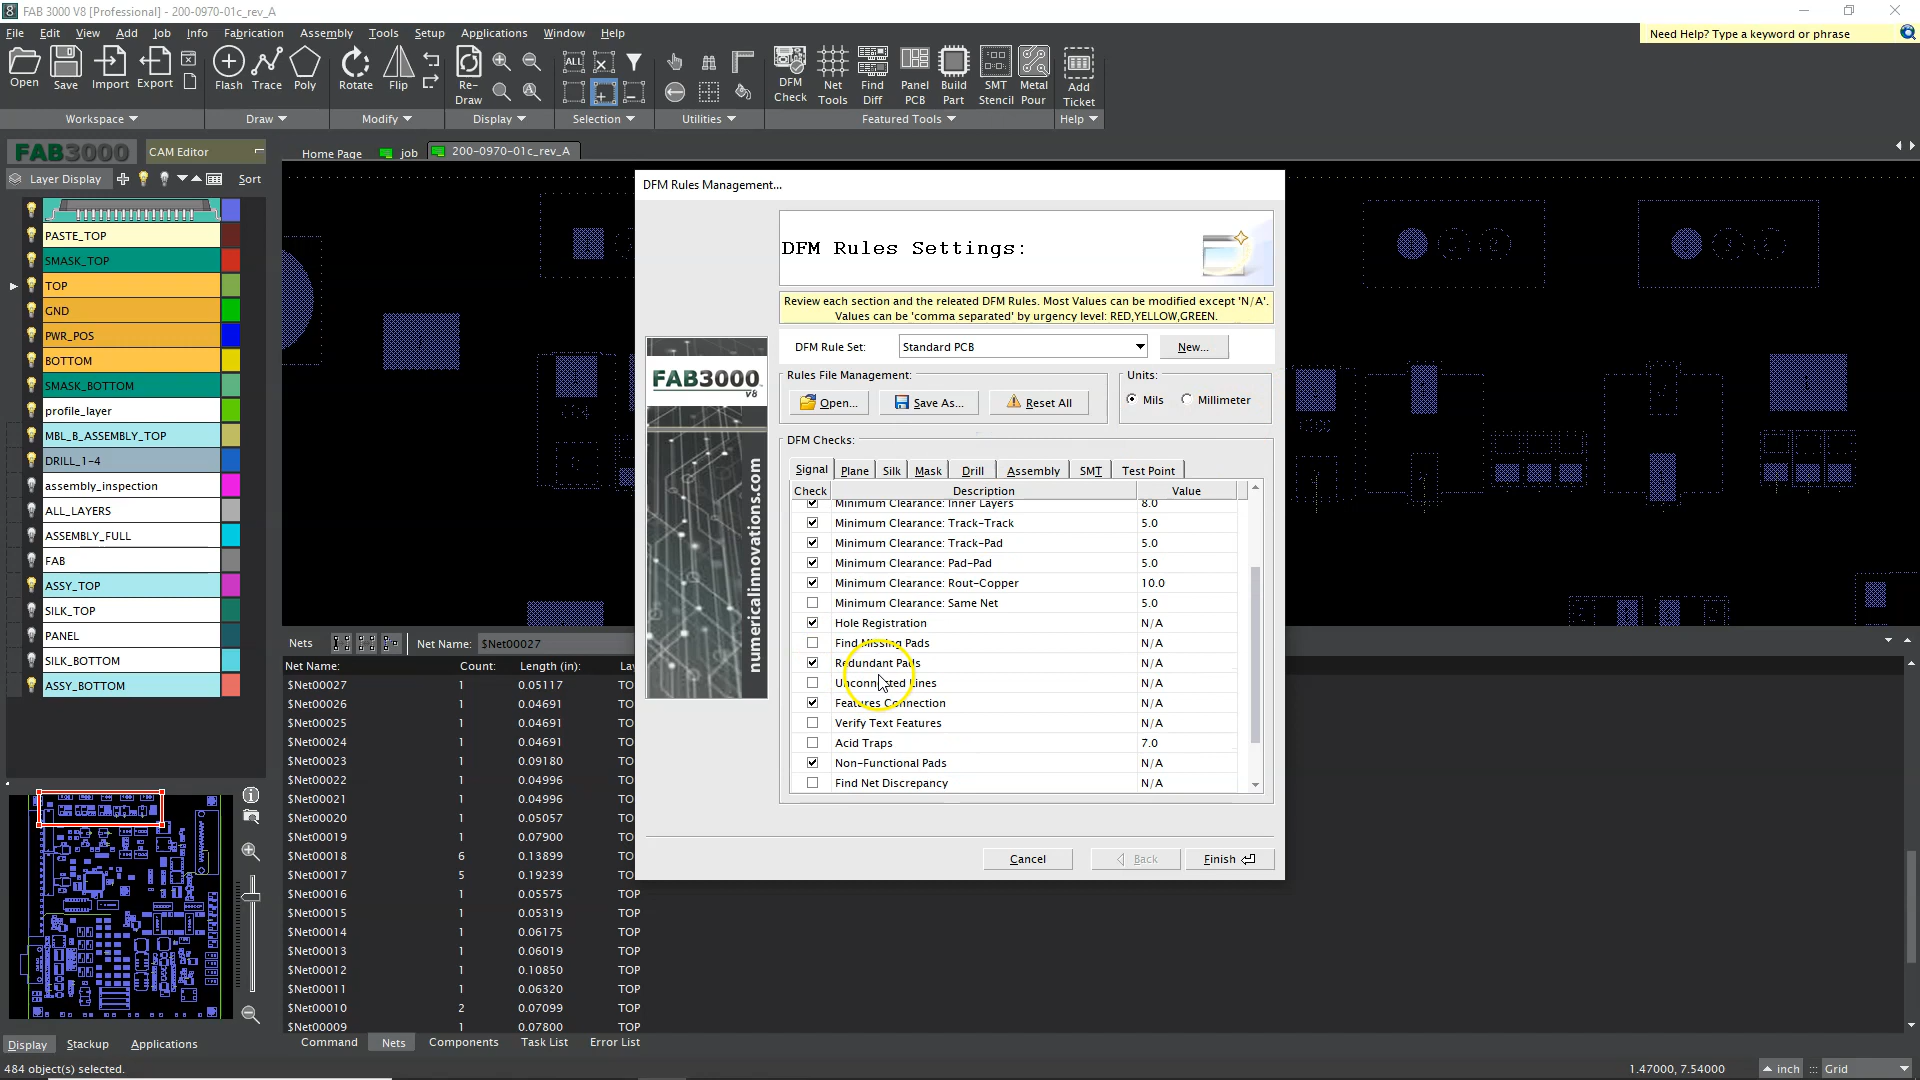 FAB 3000 V8 [Professional] - 200-0970-01c_rev_A
File Edit View Add Job Info Fabrication Assembly Tools Setup Applications Window Help
Need Help? Type a keyword or phrase
Open Save Import Export Flash Trace Poly Rotate Flip Re-Draw ALL DFM Check Net Tools Find Diff Panel PCB Build Part SMT Stencil Metal Pour Add Ticket
Workspace Draw Modify Display Selection Utilities Featured Tools Help
FAB3000 CAM Editor
Home Page job 200-0970-01c_rev_A
Layer Display Sort
PASTE_TOP
SMASK_TOP
TOP
GND
PWR_POS
BOTTOM
SMASK_BOTTOM
profile_layer
MBL_B_ASSEMBLY_TOP
DRILL_1-4
assembly_inspection
ALL_LAYERS
ASSEMBLY_FULL
FAB
ASSY_TOP
SILK_TOP
PANEL
SILK_BOTTOM
ASSY_BOTTOM
Display Stackup Applications
484 object(s) selected.
DFM Rules Management...
DFM Rules Settings:
Review each section and the releated DFM Rules. Most Values can be modified except 'N/A'.
Values can be 'comma separated' by urgency level: RED,YELLOW,GREEN.
DFM Rule Set: Standard PCB New...
Rules File Management: Units:
Open... Save As... Reset All Mils Millimeter
FAB3000 V8
numericalinnovations.com
DFM Checks:
Signal Plane Silk Mask Drill Assembly SMT Test Point
Check Description Value
Minimum Clearance: Inner Layers 8.0
Minimum Clearance: Track-Track 5.0
Minimum Clearance: Track-Pad 5.0
Minimum Clearance: Pad-Pad 5.0
Minimum Clearance: Rout-Copper 10.0
Minimum Clearance: Same Net 5.0
Hole Registration N/A
Find Missing Pads N/A
Redundant Pads N/A
Unconnected Lines N/A
Features Connection N/A
Verify Text Features N/A
Acid Traps 7.0
Non-Functional Pads N/A
Find Net Discrepancy N/A
Cancel Back Finish
Nets Net Name: $Net00027
Net Name: Count: Length (in): La
$Net00027 1 0.05117 TO
$Net00026 1 0.04691 TO
$Net00025 1 0.04691 TO
$Net00024 1 0.04691 TO
$Net00023 1 0.09180 TO
$Net00022 1 0.04996 TO
$Net00021 1 0.04996 TO
$Net00020 1 0.05057 TO
$Net00019 1 0.07900 TO
$Net00018 6 0.13899 TO
$Net00017 5 0.19239 TO
$Net00016 1 0.05575 TOP
$Net00015 1 0.05319 TOP
$Net00014 1 0.06175 TOP
$Net00013 1 0.06019 TOP
$Net00012 1 0.10850 TOP
$Net00011 1 0.06320 TOP
$Net00010 2 0.07099 TOP
$Net00009 1 0.07800 TOP
Command Nets Components Task List Error List
1.47000, 7.54000 inch Grid